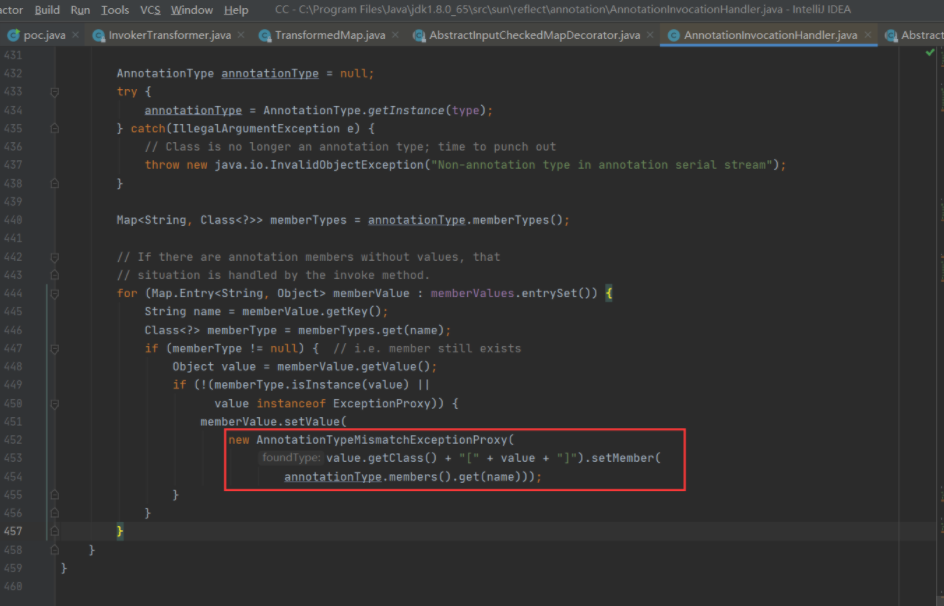 actor Build Run Tools VCS Window Help CC - C:\Program Files\Java\jdk1.8.0_65\src\sun\reflect\annotation\AnnotationInvocationHandler.java - IntelliJ IDEA
poc.java × InvokerTransformer.java × TransformedMap.java × AbstractInputCheckedMapDecorator.java × AnnotationInvocationHandler.java × Abstract
431
432 AnnotationType annotationType = null;
433 try {
434 annotationType = AnnotationType.getInstance(type);
435 } catch(IllegalArgumentException e) {
436 // Class is no longer an annotation type; time to punch out
437 throw new java.io.InvalidObjectException("Non-annotation type in annotation serial stream");
438 }
439
440 Map<String, Class<?>> memberTypes = annotationType.memberTypes();
441
442 // If there are annotation members without values, that
443 // situation is handled by the invoke method.
444 for (Map.Entry<String, Object> memberValue : memberValues.entrySet()) {
445 String name = memberValue.getKey();
446 Class<?> memberType = memberTypes.get(name);
447 if (memberType != null) { // i.e. member still exists
448 Object value = memberValue.getValue();
449 if (!(memberType.isInstance(value) ||
450 value instanceof ExceptionProxy)) {
451 memberValue.setValue(
452 new AnnotationTypeMismatchExceptionProxy(
453 foundType: value.getClass() + "[" + value + "]").setMember(
454 annotationType.members().get(name)));
455 }
456 }
457 }
458 }
459 }
460